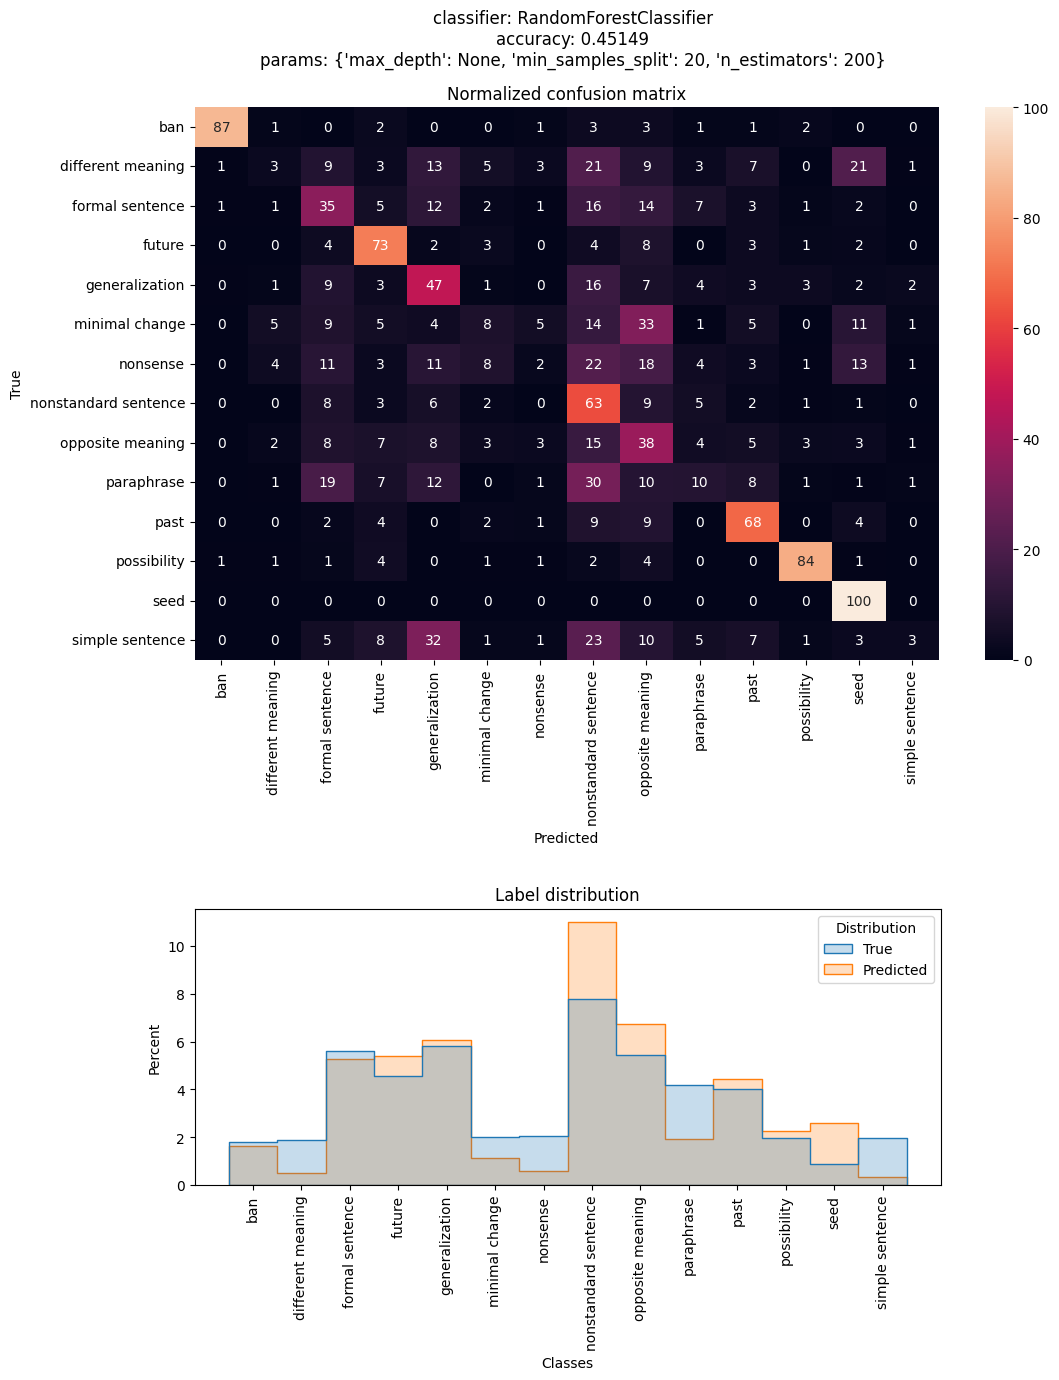 classifier: RandomForestClassifier
accuracy: 0.45149
params: {'max_depth': None, 'min_samples_split': 20, 'n_estimators': 200}
Normalized confusion matrix
ban 87 1 0 2 0 0 1 3 3 1 1 2 0 0
different meaning 1 3 9 3 13 5 3 21 9 3 7 0 21 1
formal sentence 1 1 35 5 12 2 1 16 14 7 3 1 2 0
future 0 0 4 73 2 3 0 4 8 0 3 1 2 0
generalization 0 1 9 3 47 1 0 16 7 4 3 3 2 2
minimal change 0 5 9 5 4 8 5 14 33 1 5 0 11 1
nonsense 0 4 11 3 11 8 2 22 18 4 3 1 13 1
nonstandard sentence 0 0 8 3 6 2 0 63 9 5 2 1 1 0
opposite meaning 0 2 8 7 8 3 3 15 38 4 5 3 3 1
paraphrase 0 1 19 7 12 0 1 30 10 10 8 1 1 1
past 0 0 2 4 0 2 1 9 9 0 68 0 4 0
possibility 1 1 1 4 0 1 1 2 4 0 0 84 1 0
seed 0 0 0 0 0 0 0 0 0 0 0 0 100 0
simple sentence 0 0 5 8 32 1 1 23 10 5 7 1 3 3
True
ban
different meaning
formal sentence
future
generalization
minimal change
nonsense
nonstandard sentence
opposite meaning
paraphrase
past
possibility
seed
simple sentence
Predicted
100
80
60
40
20
0
Label distribution
Distribution
True
Predicted
Percent
10
8
6
4
2
0
ban
different meaning
formal sentence
future
generalization
minimal change
nonsense
nonstandard sentence
opposite meaning
paraphrase
past
possibility
seed
simple sentence
Classes